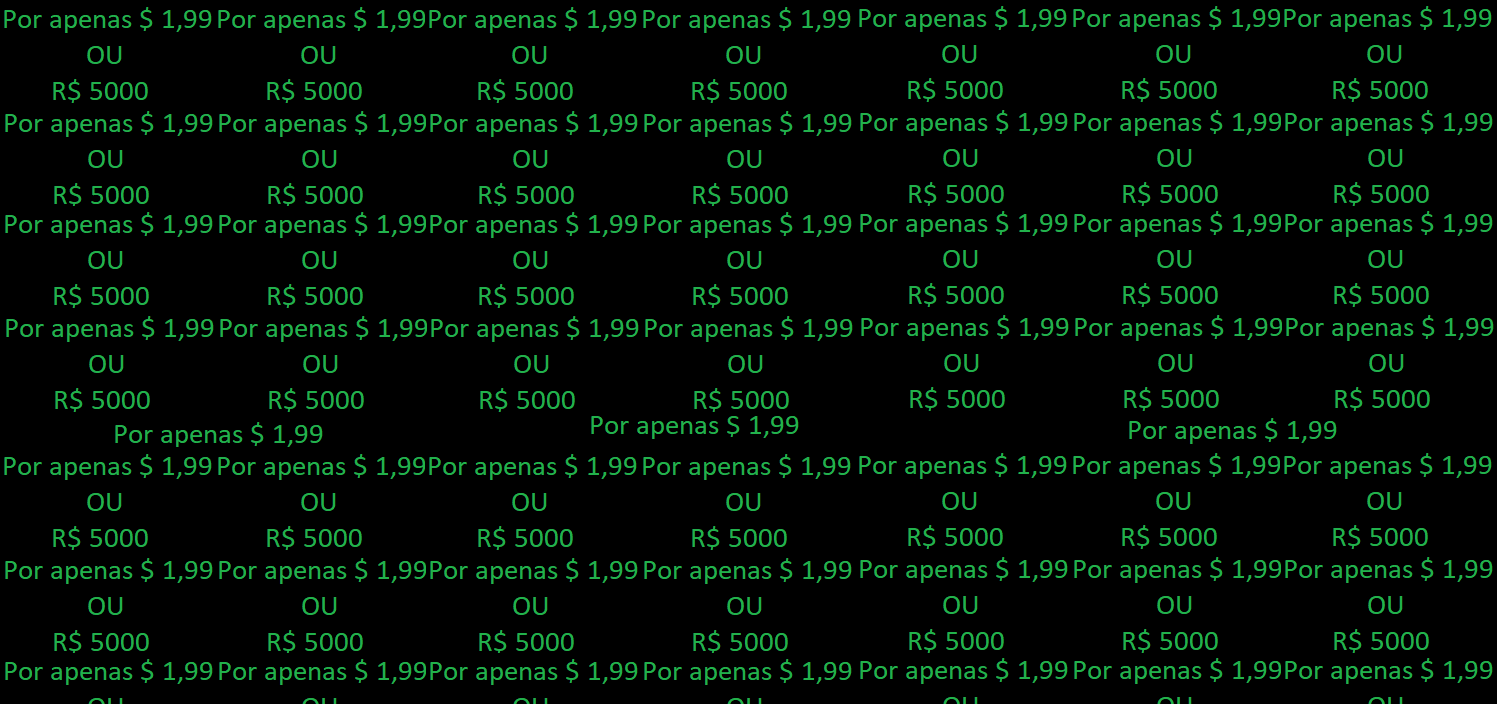 Por apenas $ 1,99 Por apenas $ 1,99 Por apenas $ 1,99 Por apenas $ 1,99 Por apenas $ 1,99 Por apenas $ 1,99 Por apenas $ 1,99
OU OU OU OU OU OU OU
R$ 5000 R$ 5000 R$ 5000 R$ 5000 R$ 5000 R$ 5000 R$ 5000
Por apenas $ 1,99 Por apenas $ 1,99 Por apenas $ 1,99 Por apenas $ 1,99 Por apenas $ 1,99 Por apenas $ 1,99 Por apenas $ 1,99
OU OU OU OU OU OU OU
R$ 5000 R$ 5000 R$ 5000 R$ 5000 R$ 5000 R$ 5000 R$ 5000
Por apenas $ 1,99 Por apenas $ 1,99 Por apenas $ 1,99 Por apenas $ 1,99 Por apenas $ 1,99 Por apenas $ 1,99 Por apenas $ 1,99
OU OU OU OU OU OU OU
R$ 5000 R$ 5000 R$ 5000 R$ 5000 R$ 5000 R$ 5000 R$ 5000
Por apenas $ 1,99 Por apenas $ 1,99 Por apenas $ 1,99 Por apenas $ 1,99 Por apenas $ 1,99 Por apenas $ 1,99 Por apenas $ 1,99
OU OU OU OU OU OU OU
R$ 5000 R$ 5000 R$ 5000 R$ 5000 R$ 5000 R$ 5000 R$ 5000
Por apenas $ 1,99 Por apenas $ 1,99 Por apenas $ 1,99
Por apenas $ 1,99 Por apenas $ 1,99 Por apenas $ 1,99 Por apenas $ 1,99 Por apenas $ 1,99 Por apenas $ 1,99 Por apenas $ 1,99
OU OU OU OU OU OU OU
R$ 5000 R$ 5000 R$ 5000 R$ 5000 R$ 5000 R$ 5000 R$ 5000
Por apenas $ 1,99 Por apenas $ 1,99 Por apenas $ 1,99 Por apenas $ 1,99 Por apenas $ 1,99 Por apenas $ 1,99 Por apenas $ 1,99
OU OU OU OU OU OU OU
R$ 5000 R$ 5000 R$ 5000 R$ 5000 R$ 5000 R$ 5000 R$ 5000
Por apenas $ 1,99 Por apenas $ 1,99 Por apenas $ 1,99 Por apenas $ 1,99 Por apenas $ 1,99 Por apenas $ 1,99 Por apenas $ 1,99